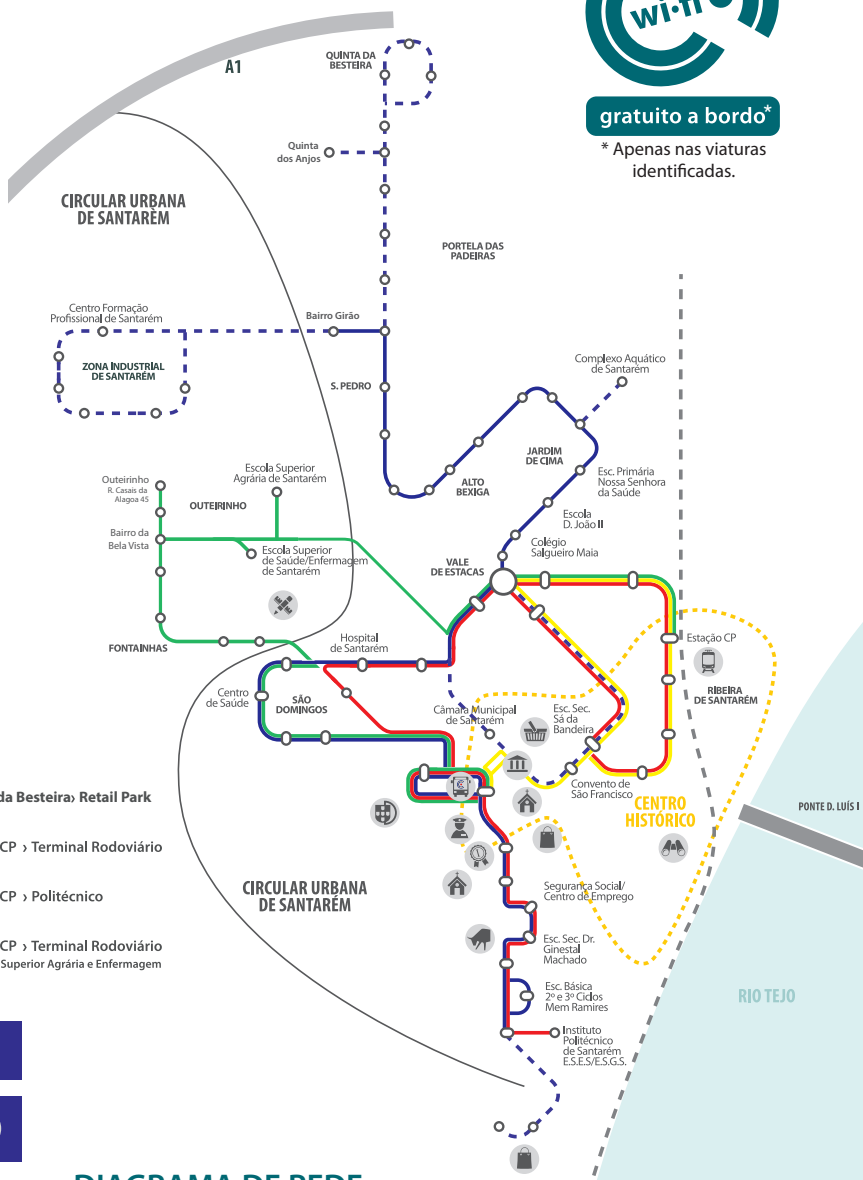 wi-fi
gratuito a bordo*
* Apenas nas viaturas
identificadas.
A1
QUINTA DA
BESTEIRA
Quinta
dos Anjos
CIRCULAR URBANA
DE SANTARÉM
PORTELA DAS
PADEIRAS
Centro Formação
Profissional de Santarém
Bairro Girão
ZONA INDUSTRIAL
DE SANTARÉM
S. PEDRO
Complexo Aquático
de Santarém
JARDIM
DE CIMA
ALTO
BEXIGA
Esc. Primária
Nossa Senhora
da Saúde
Escola
D. João II
Colégio
Salgueiro Maia
VALE
DE ESTACAS
Outeirinho
R. Casais da
Alagoa 45
OUTEIRINHO
Escola Superior
Agrária de Santarém
Bairro da
Bela Vista
Escola Superior
de Saúde/Enfermagem
de Santarém
FONTAINHAS
Hospital
de Santarém
Centro
de Saúde
SÃO
DOMINGOS
Câmara Municipal
de Santarém
Esc. Sec.
Sá da
Bandeira
Estação CP
RIBEIRA
DE SANTARÉM
Convento de
São Francisco
CENTRO
HISTÓRICO
PONTE D. LUÍS I
da Besteira› Retail Park
CP › Terminal Rodoviário
CP › Politécnico
CP › Terminal Rodoviário
Superior Agrária e Enfermagem
CIRCULAR URBANA
DE SANTARÉM
Segurança Social/
Centro de Emprego
Esc. Sec. Dr.
Ginestal
Machado
Esc. Básica
2º e 3º Ciclos
Mem Ramires
Instituto
Politécnico
de Santarém
E.S.E.S/E.S.G.S.
RIO TEJO
DIAGRAMA DE REDE